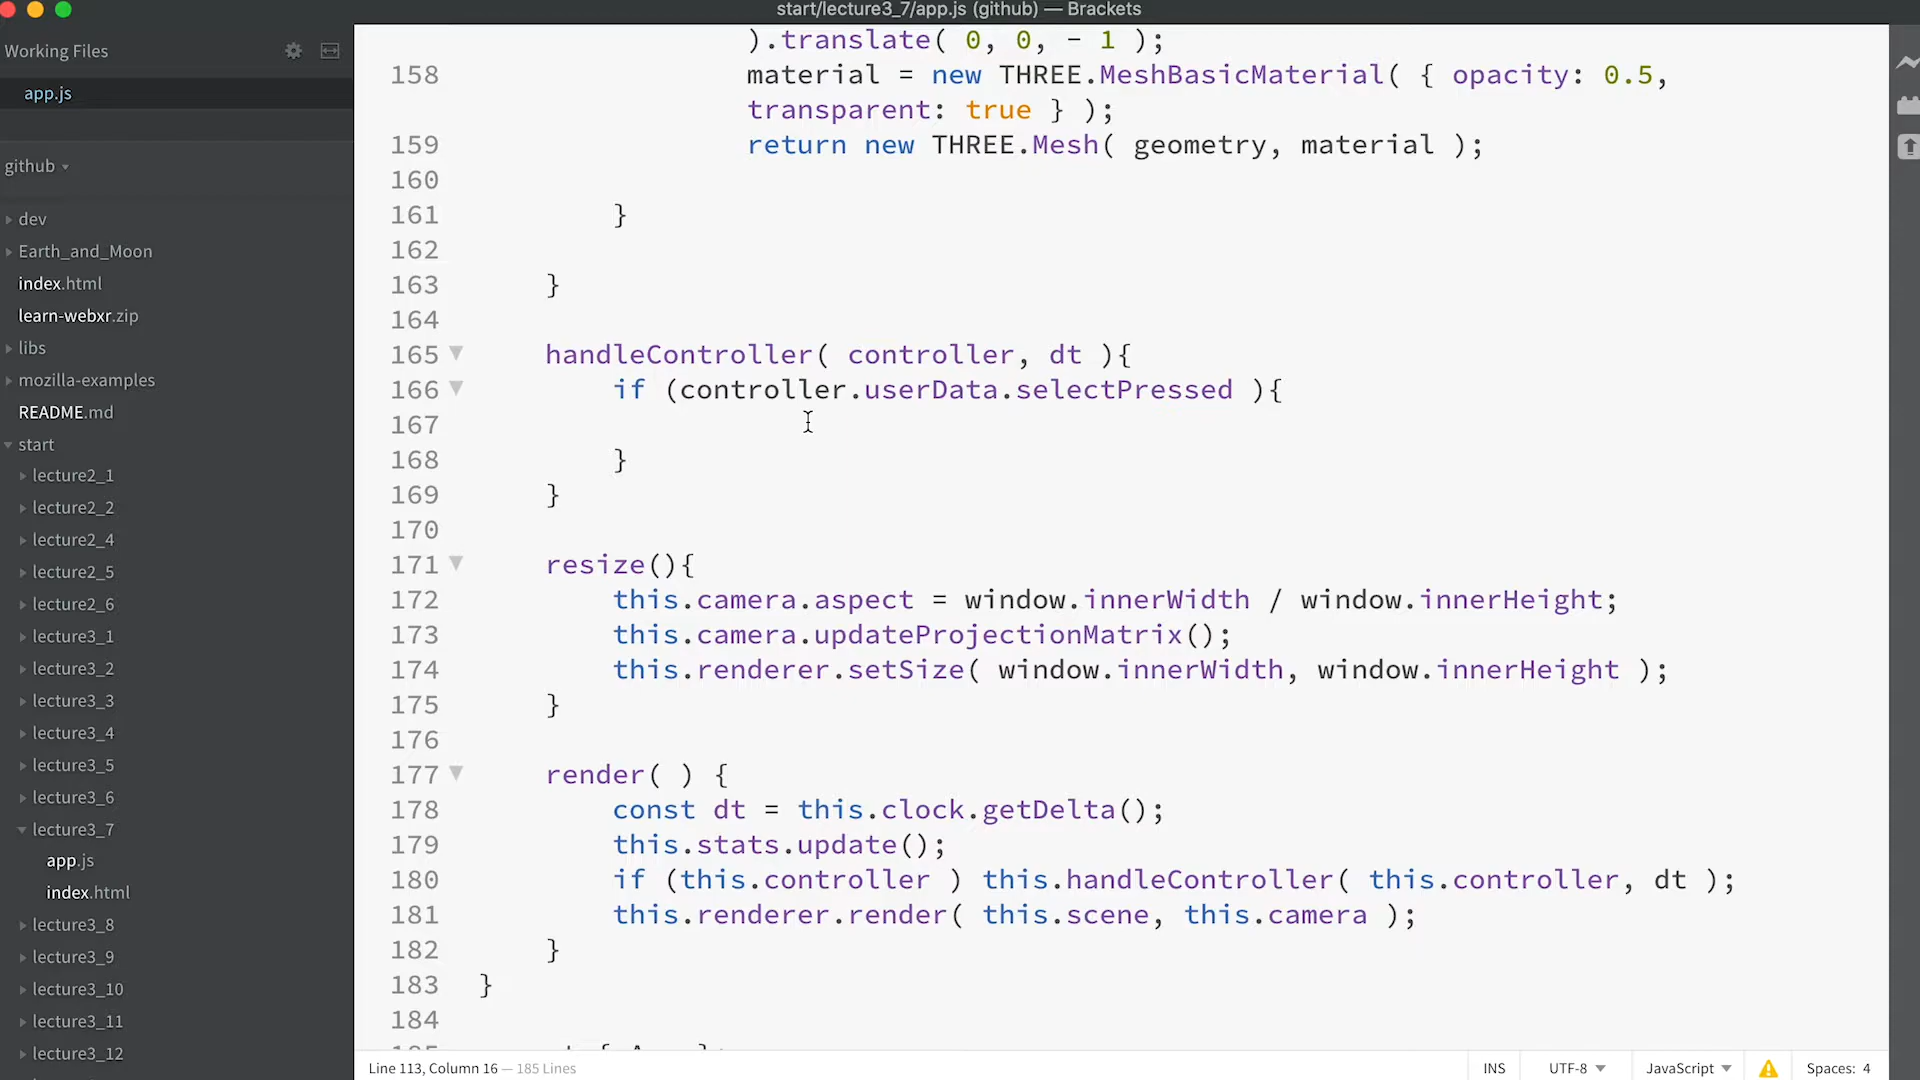 start/lecture3_7/app.js (github) — Brackets
Working Files
app.js
github
dev
Earth_and_Moon
index.html
learn-webxr.zip
libs
mozilla-examples
README.md
start
lecture2_1
lecture2_2
lecture2_4
lecture2_5
lecture2_6
lecture3_1
lecture3_2
lecture3_3
lecture3_4
lecture3_5
lecture3_6
lecture3_7
app.js
index.html
lecture3_8
lecture3_9
lecture3_10
lecture3_11
lecture3_12
).translate( 0, 0, - 1 );
158 material = new THREE.MeshBasicMaterial( { opacity: 0.5,
transparent: true } );
159 return new THREE.Mesh( geometry, material );
160
161 }
162
163 }
164
165 handleController( controller, dt ){
166 if (controller.userData.selectPressed ){
167
168 }
169 }
170
171 resize(){
172 this.camera.aspect = window.innerWidth / window.innerHeight;
173 this.camera.updateProjectionMatrix();
174 this.renderer.setSize( window.innerWidth, window.innerHeight );
175 }
176
177 render( ) {
178 const dt = this.clock.getDelta();
179 this.stats.update();
180 if (this.controller ) this.handleController( this.controller, dt );
181 this.renderer.render( this.scene, this.camera );
182 }
183 }
184
Line 113, Column 16 — 185 Lines
INS
UTF-8
JavaScript
Spaces: 4